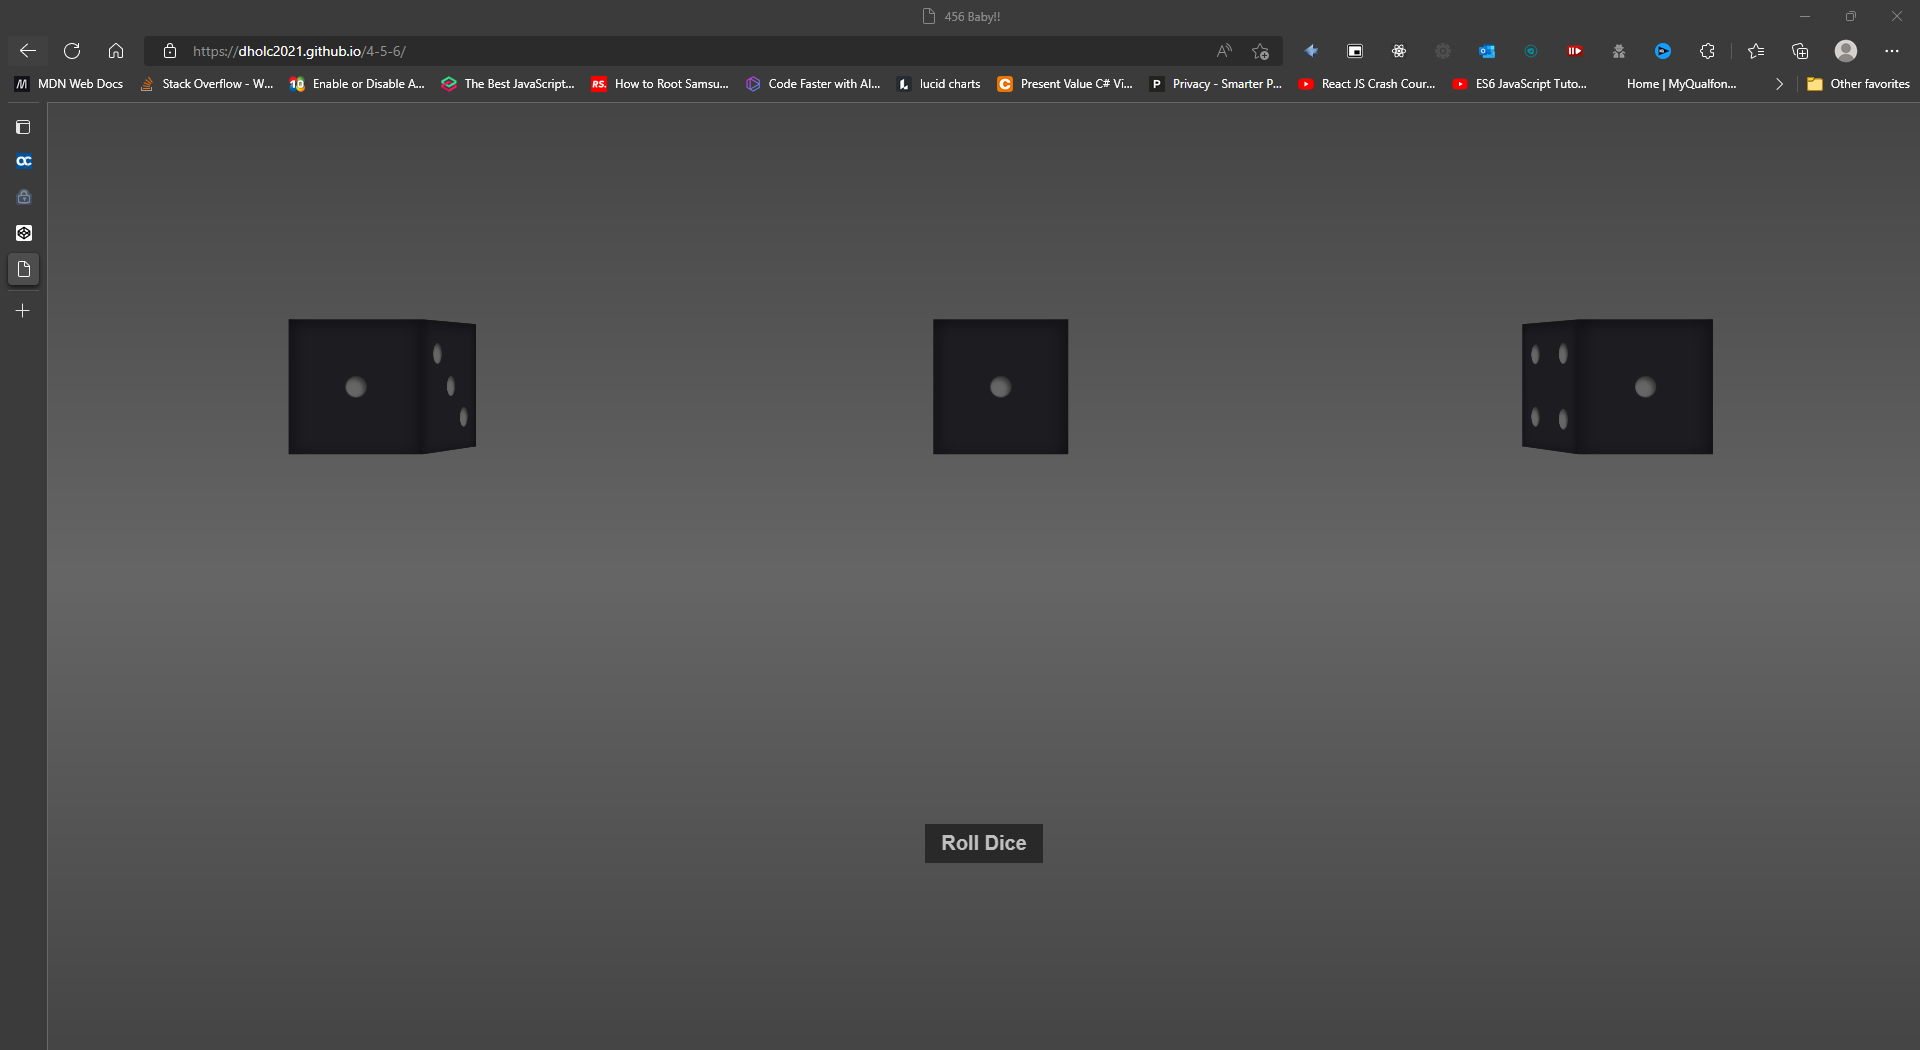 456 Baby!!
https://dholc2021.github.io/4-5-6/
MDN Web Docs Stack Overflow - W... Enable or Disable A... The Best JavaScript... RS. How to Root Samsu... Code Faster with AI... lucid charts Present Value C# Vi... P Privacy - Smarter P... React JS Crash Cour... ES6 JavaScript Tuto... Home | MyQualfon... Other favorites
Roll Dice